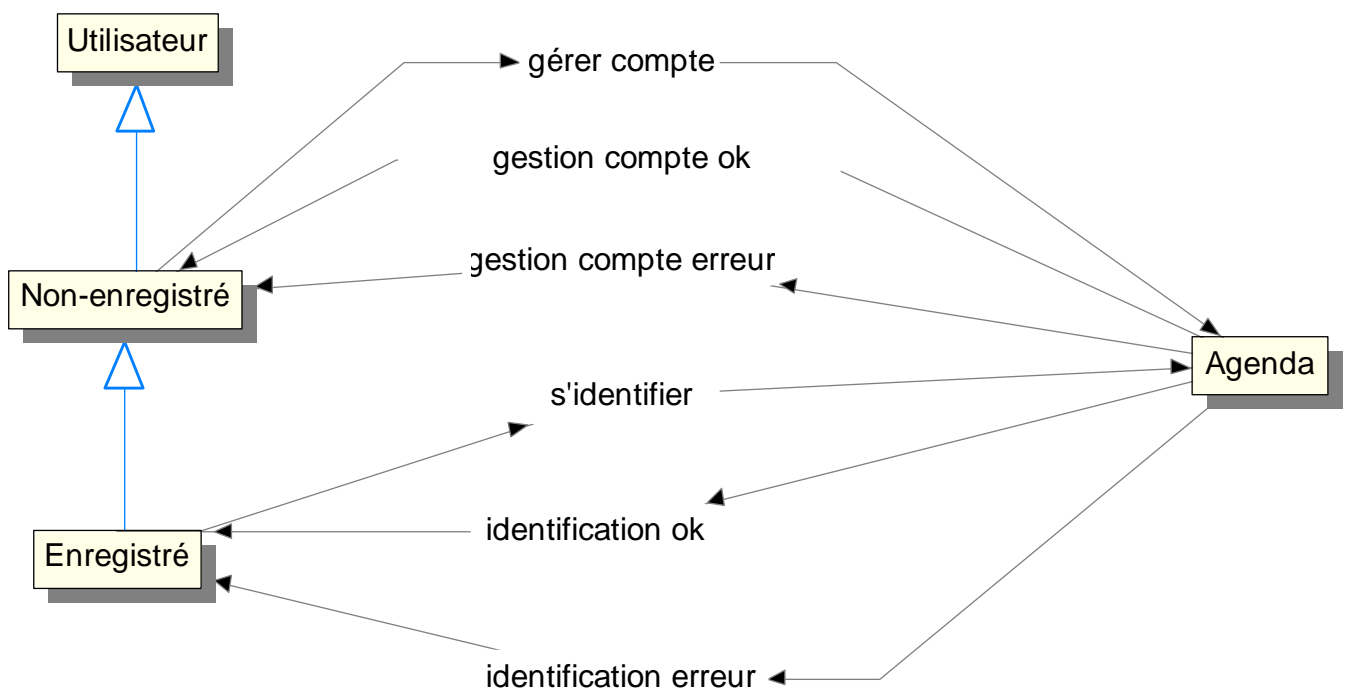 Utilisateur
gérer compte
gestion compte ok
gestion compte erreur
Non-enregistré
Agenda
s'identifier
identification ok
Enregistré
identification erreur